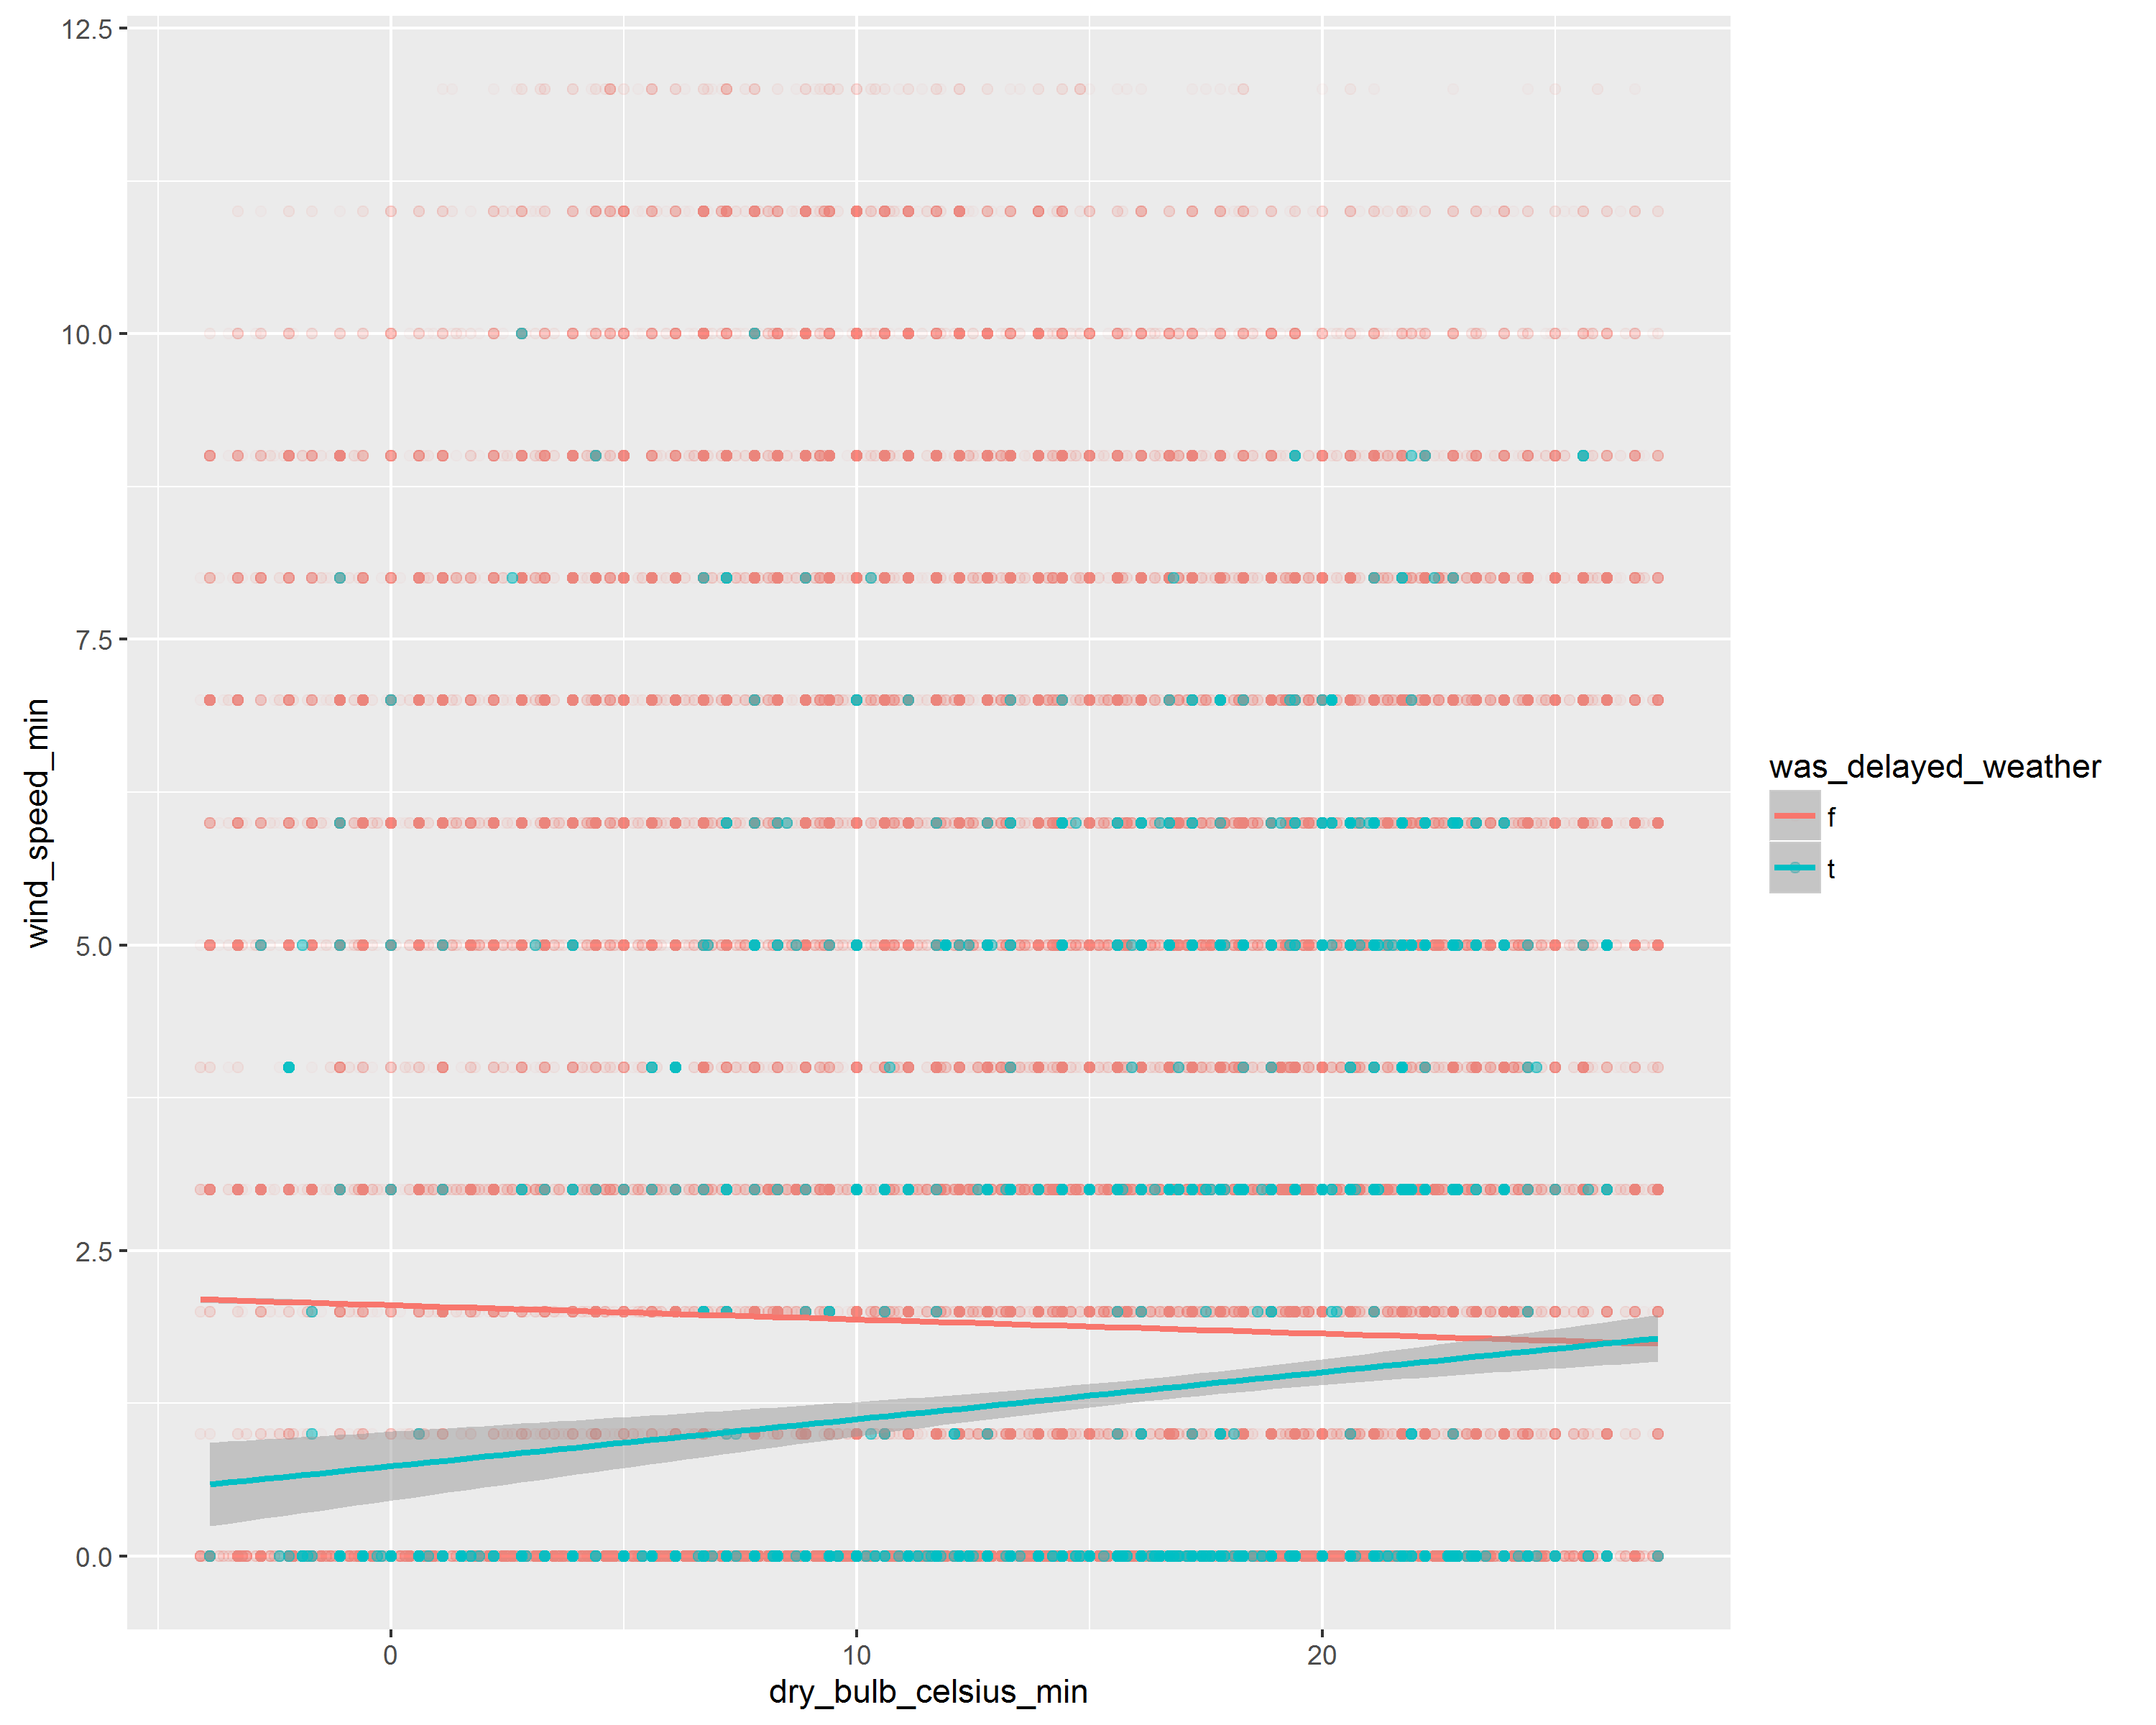 12.5
10.0
7.5
5.0
2.5
0.0
wind_speed_min
0 10 20
dry_bulb_celsius_min
was_delayed_weather
f
t